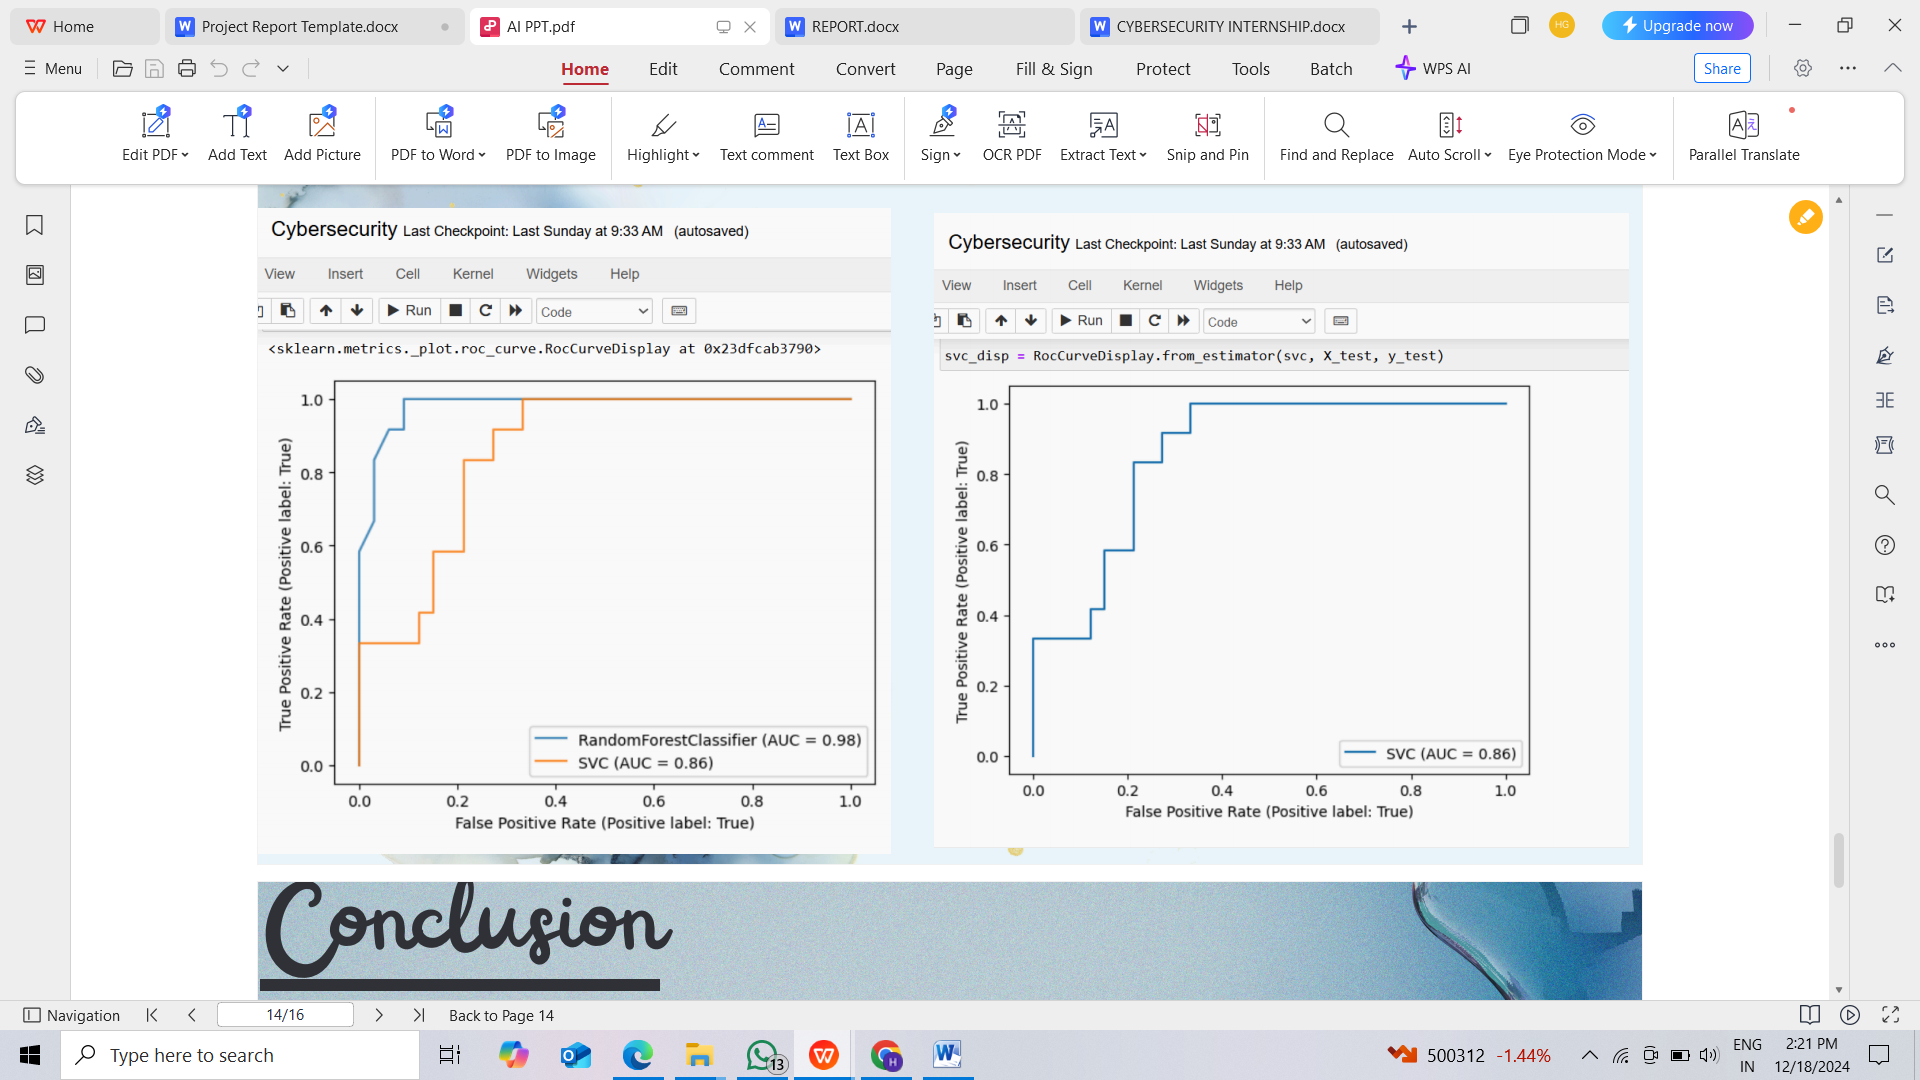 Home
Project Report Template.docx
AI PPT.pdf
REPORT.docx
CYBERSECURITY INTERNSHIP.docx
HG
Upgrade now
Menu
Home
Edit
Comment
Convert
Page
Fill & Sign
Protect
Tools
Batch
WPS AI
Share
Edit PDF
Add Text
Add Picture
PDF to Word
PDF to Image
Highlight
Text comment
Text Box
Sign
OCR PDF
Extract Text
Snip and Pin
Find and Replace
Auto Scroll
Eye Protection Mode
Parallel Translate
Cybersecurity Last Checkpoint: Last Sunday at 9:33 AM (autosaved)
View Insert Cell Kernel Widgets Help
Run Code
<sklearn.metrics._plot.roc_curve.RocCurveDisplay at 0x23dfcab3790>
True Positive Rate (Positive label: True)
1.0
0.8
0.6
0.4
0.2
0.0
RandomForestClassifier (AUC = 0.98)
SVC (AUC = 0.86)
0.0 0.2 0.4 0.6 0.8 1.0
False Positive Rate (Positive label: True)
Cybersecurity Last Checkpoint: Last Sunday at 9:33 AM (autosaved)
View Insert Cell Kernel Widgets Help
Run Code
svc_disp = RocCurveDisplay.from_estimator(svc, X_test, y_test)
True Positive Rate (Positive label: True)
1.0
0.8
0.6
0.4
0.2
0.0
SVC (AUC = 0.86)
0.0 0.2 0.4 0.6 0.8 1.0
False Positive Rate (Positive label: True)
Conclusion
Navigation
14/16
Back to Page 14
Type here to search
13
500312 -1.44%
ENG
IN
2:21 PM
12/18/2024